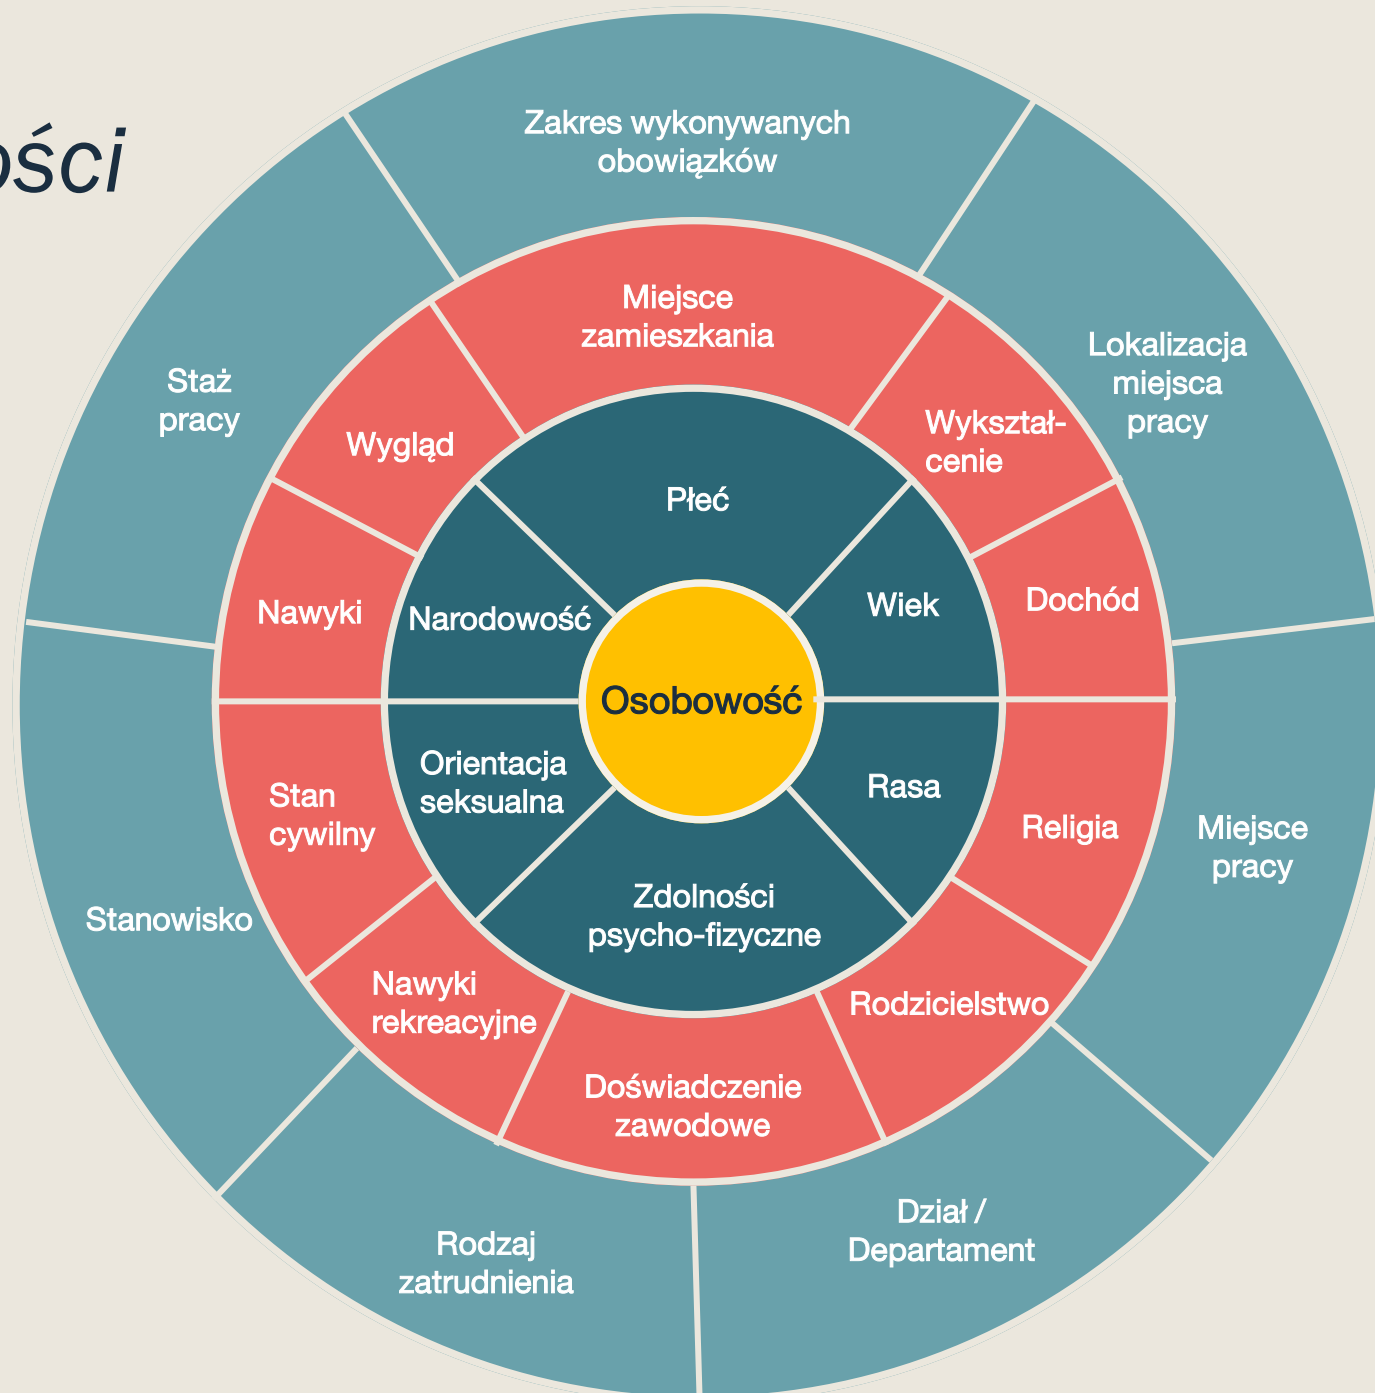 ości
Zakres wykonywanych
obowiązków
Lokalizacja
miejsca
pracy
Miejsce
pracy
Dział /
Departament
Rodzaj
zatrudnienia
Stanowisko
Staż
pracy
Miejsce
zamieszkania
Wykształ-
cenie
Dochód
Religia
Rodzicielstwo
Doświadczenie
zawodowe
Nawyki
rekreacyjne
Stan
cywilny
Nawyki
Wygląd
Płeć
Wiek
Rasa
Zdolności
psycho-fizyczne
Orientacja
seksualna
Narodowość
Osobowość